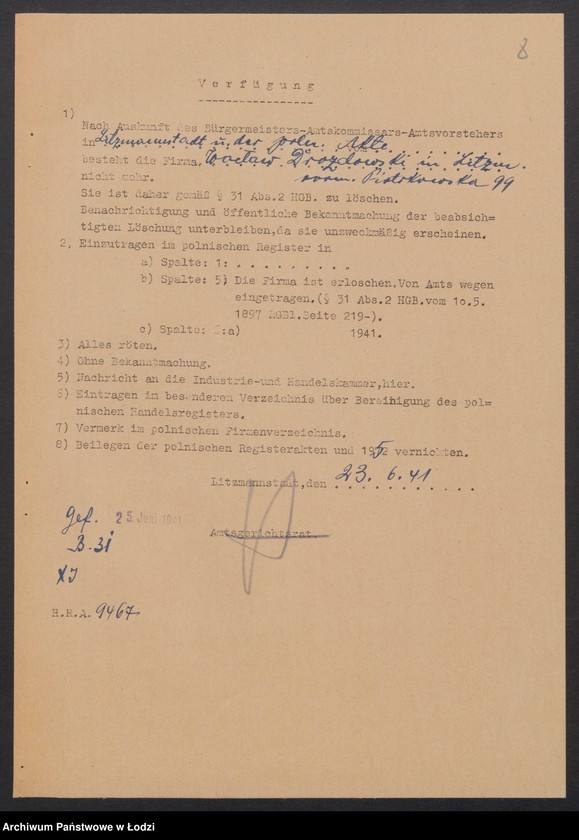 8
Verfügung
1)
Nach Auskunft des Bürgermeisters-Amtskommissars-Amtsvorstehers
in Litzmannstadt u. der poln. Akte
besteht die Firma Wacław Drozdowski in Litzm.
nicht mehr. vorm. Piotrkowska 99
Sie ist daher gemäß § 31 Abs.2 HGB. zu löschen.
Benachrichtigung und öffentliche Bekanntmachung der beabsich=
tigten Löschung unterbleiben,da sie unzweckmäßig erscheinen.
2, Einzutragen im polnischen Register in
a) Spalte: 1: . . . . . . . . .
b) Spalte: 5) Die Firma ist erloschen.Von Amts wegen
eingetragen.(§ 31 Abs.2 HGB.vom 1o.5.
1897 RGBl.Seite 219-).
c) Spalte: :a) 1941.
3) Alles röten.
4) Ohne Bekanntmachung.
5) Nachricht an die Industrie-und Handelskammer,hier.
6) Eintragen im besonderen Verzeichnis über Bereinigung des pol=
nischen Handelsregisters.
7) Vermerk im polnischen Firmenverzeichnis.
8) Beilegen der polnischen Registerakten und 1952 vernichten.
Litzmannstadt,den 23. 6. 41
gef. 25. Juni 1941
B. 31
Amtsgerichtsrat.
H.R.A. 9467
Archiwum Państwowe w Łodzi